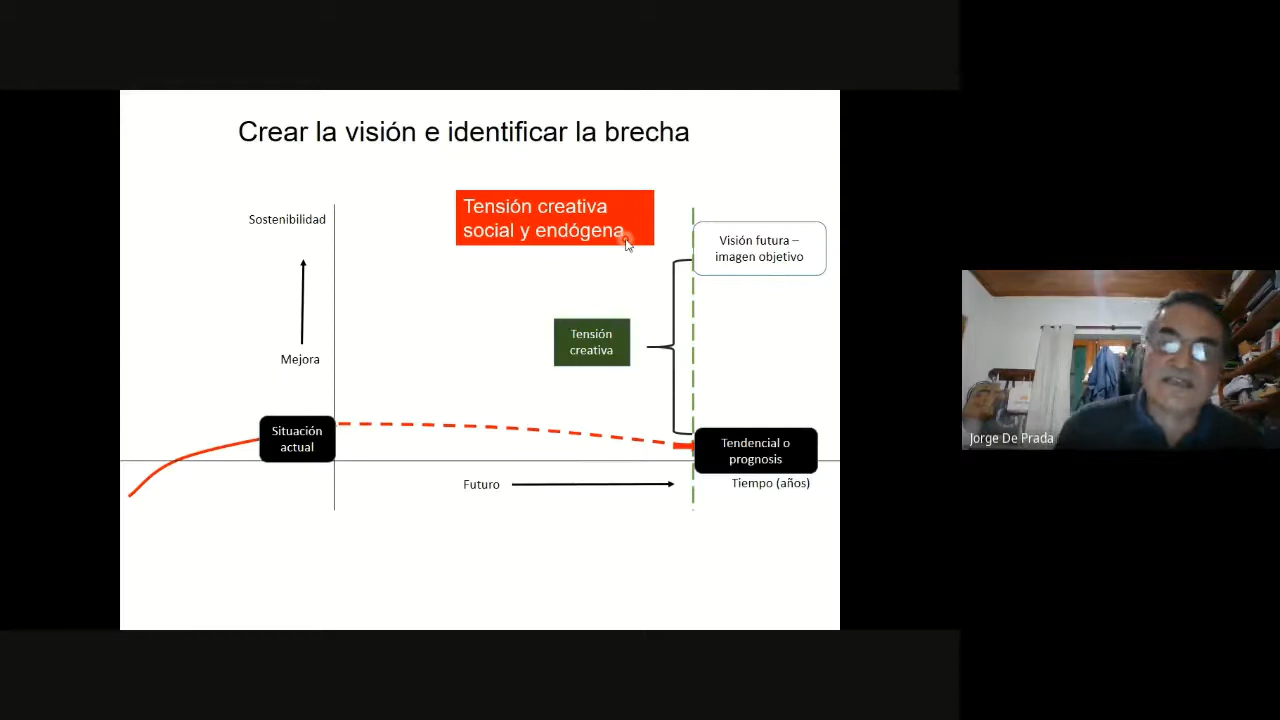 Crear la visión e identificar la brecha
Tensión creativa
social y endógena
Sostenibilidad
Visión futura –
imagen objetivo
Tensión
creativa
Mejora
Situación
actual
Tendencial o
prognosis
Futuro
Tiempo (años)
Jorge De Prada